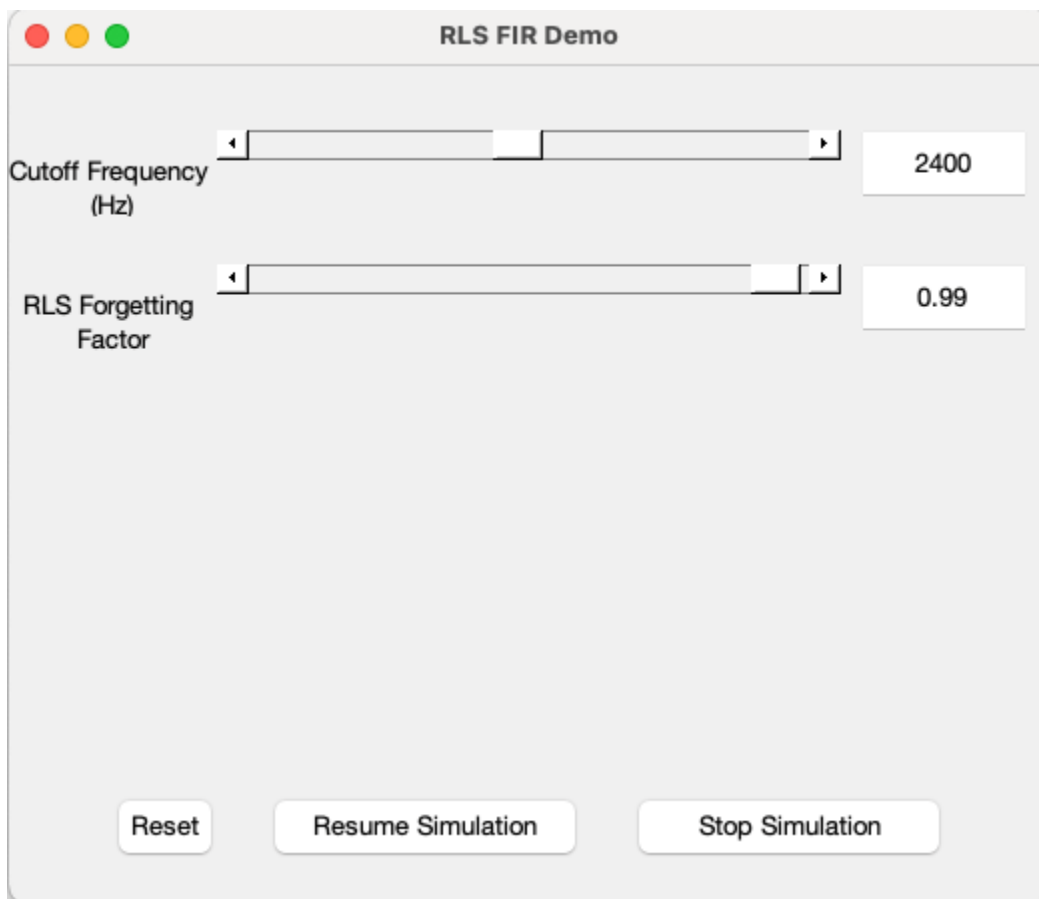 RLS FIR Demo
Cutoff Frequency
(Hz)
2400
RLS Forgetting
Factor
0.99
Reset
Resume Simulation
Stop Simulation